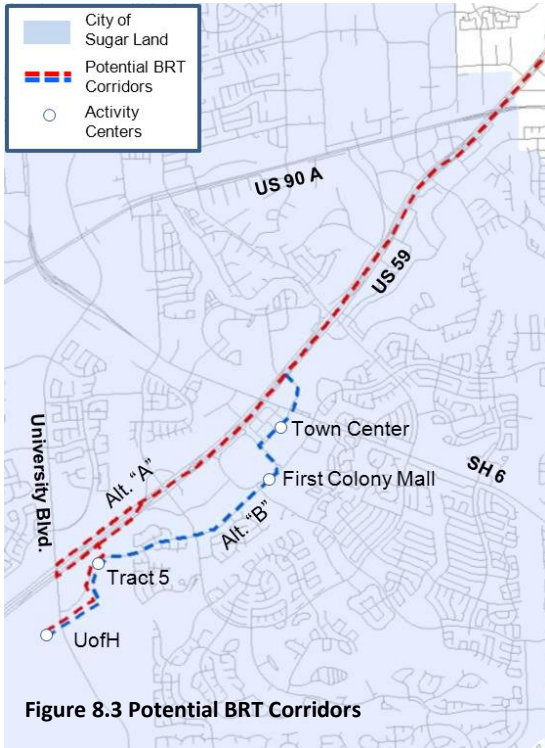 City of
Sugar Land
Potential BRT
Corridors
Activity
Centers
US 90 A
US 59
Town Center
SH 6
First Colony Mall
University Blvd.
Alt. "A"
Alt. "B"
Tract 5
UofH
Figure 8.3 Potential BRT Corridors